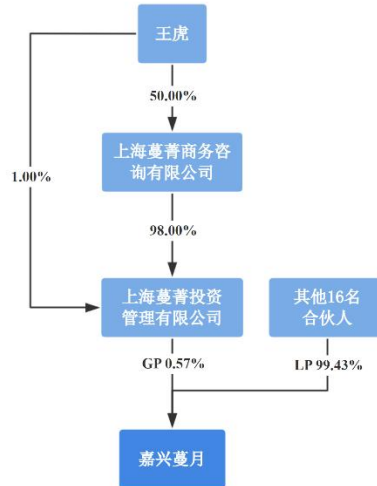 王虎
50.00%
上海蔓菁商务咨
询有限公司
1.00%
98.00%
上海蔓菁投资
管理有限公司
其他16名
合伙人
GP 0.57%
LP 99.43%
嘉兴蔓月